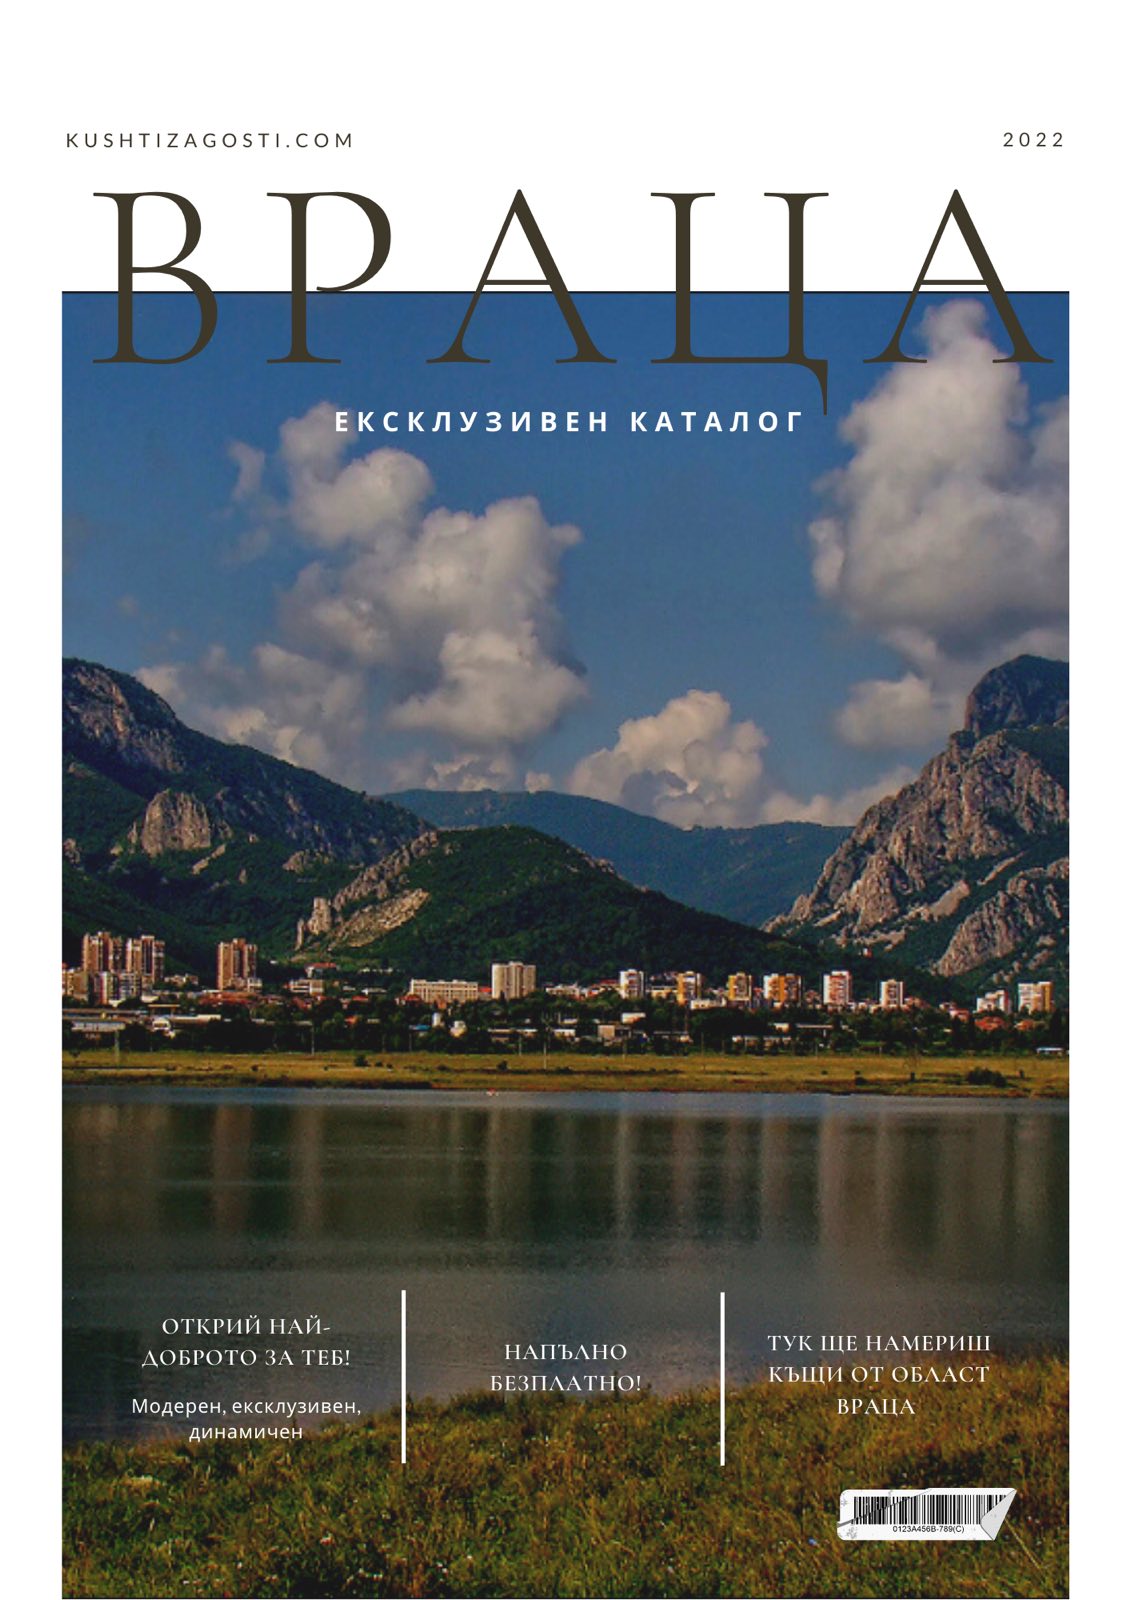 KUSHTIZAGOSTI.COM
2022
ВРАЦА
ЕКСКЛУЗИВЕН КАТАЛОГ
ОТКРИЙ НАЙ-
ДОБРОТО ЗА ТЕБ!
Модерен, ексклузивен,
динамичен
НАПЪЛНО
БЕЗПЛАТНО!
ТУК ЩЕ НАМЕРИШ
КЪЩИ ОТ ОБЛАСТ
ВРАЦА
0123A456B-789(C)